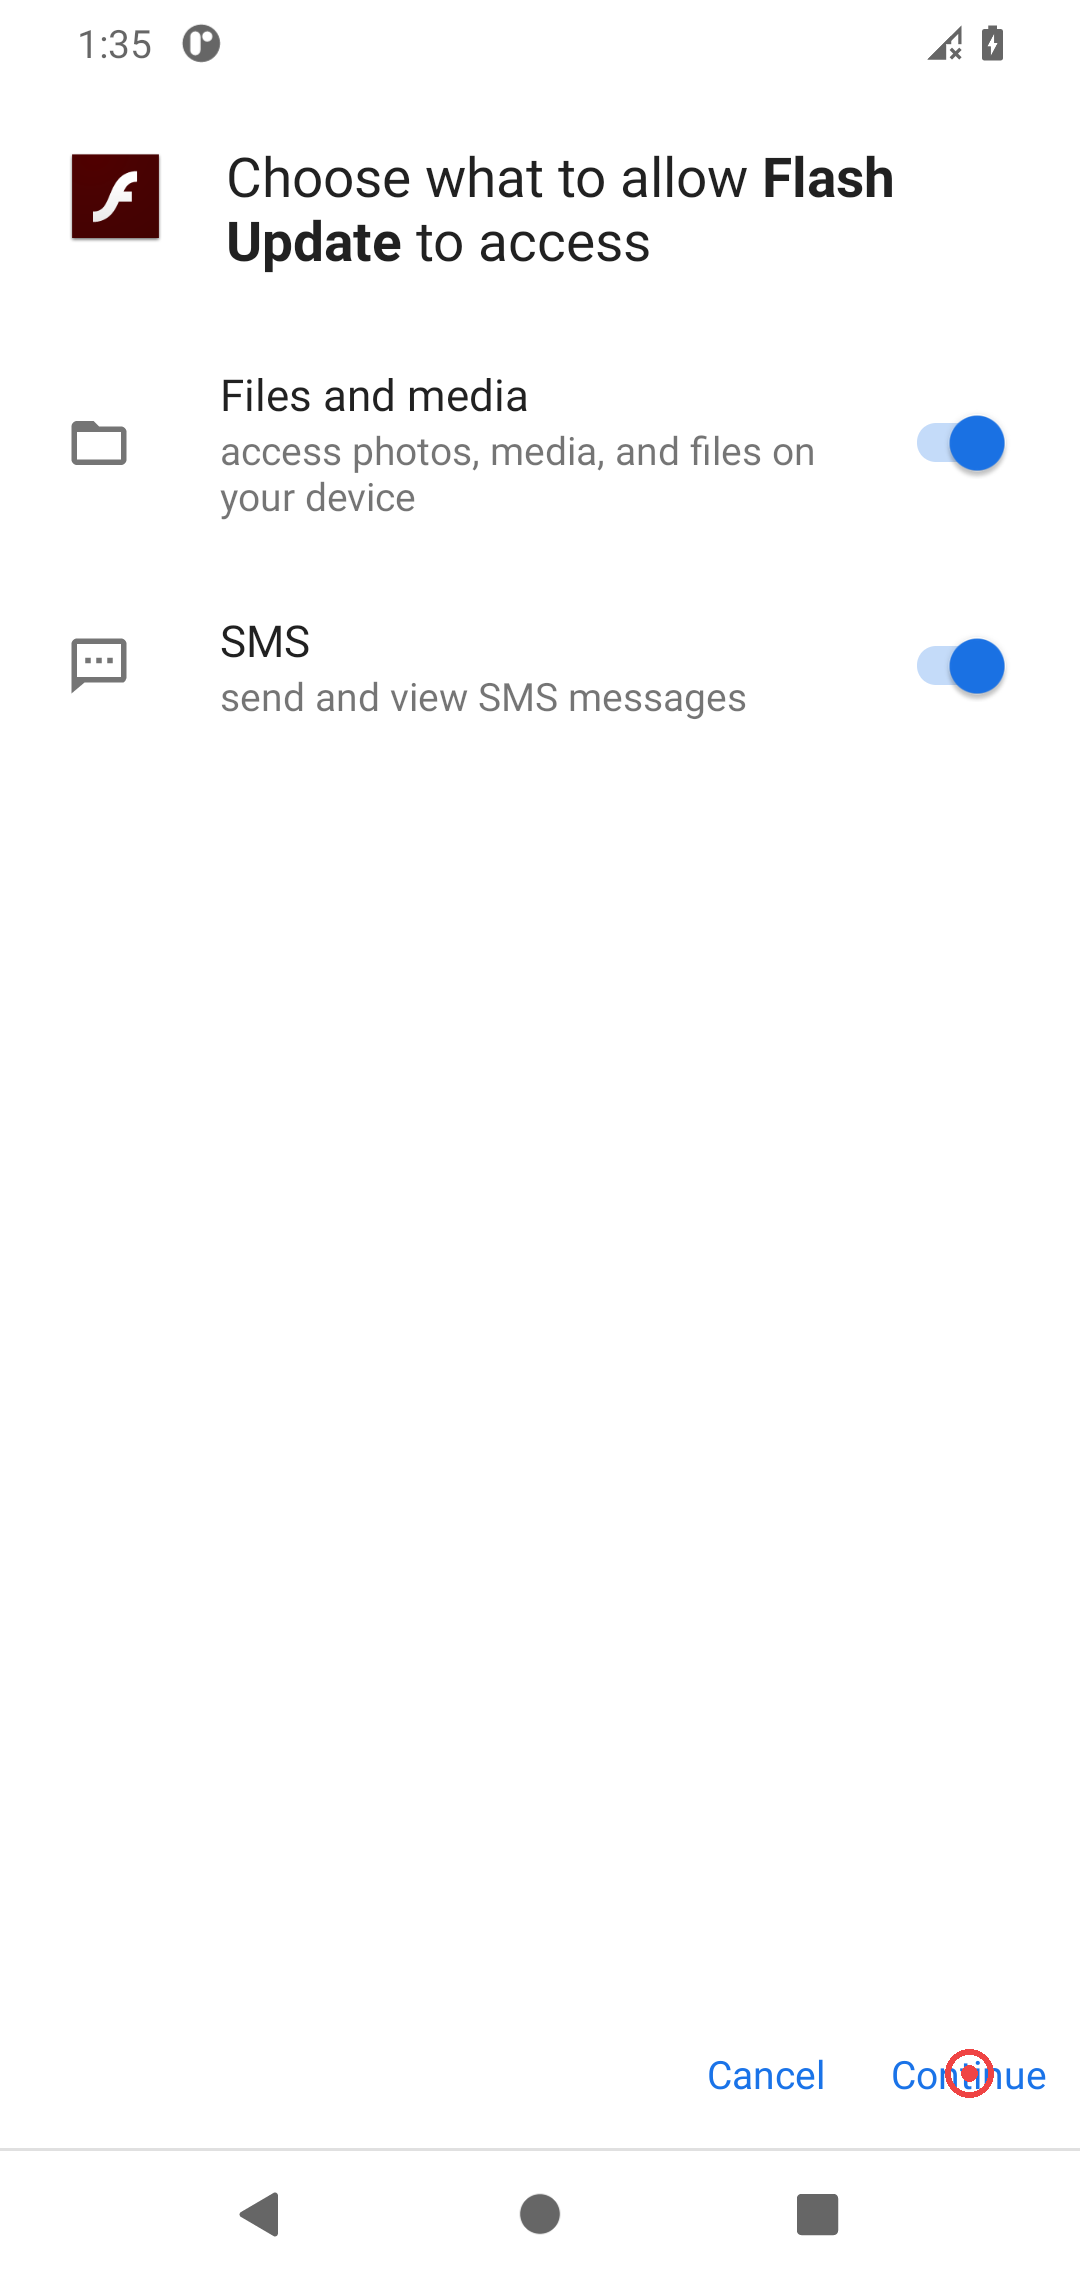 1:35
Choose what to allow Flash
Update to access
Files and media
access photos, media, and files on
your device
SMS
send and view SMS messages
Cancel
Continue